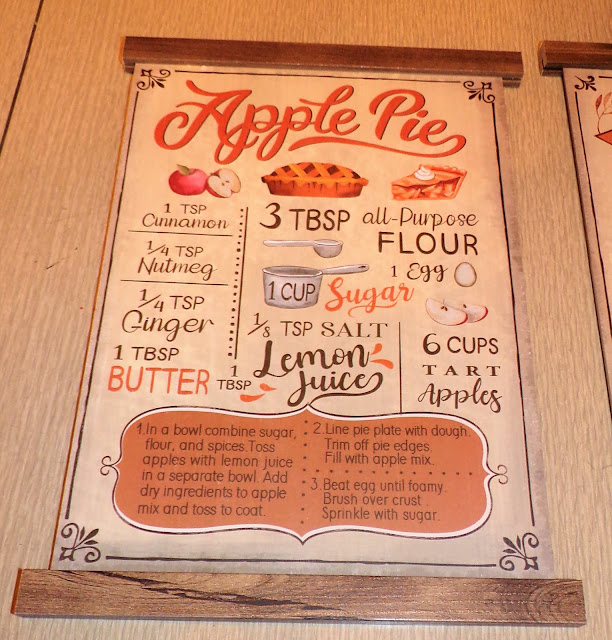 Apple Pie
1 TSP
Cinnamon
1/4 TSP
Nutmeg
1/4 TSP
Ginger
1 TBSP
BUTTER
3 TBSP all-Purpose
FLOUR
1 Egg
1 CUP Sugar
1/8 TSP SALT
1 TBSP Lemon
Juice
6 CUPS
TART
Apples
1. In a bowl combine sugar,
flour, and spices. Toss
apples with lemon juice
in a separate bowl. Add
dry ingredients to apple
mix and toss to coat.
2. Line pie plate with dough.
Trim off pie edges.
Fill with apple mix.
3. Beat egg until foamy.
Brush over crust.
Sprinkle with sugar.